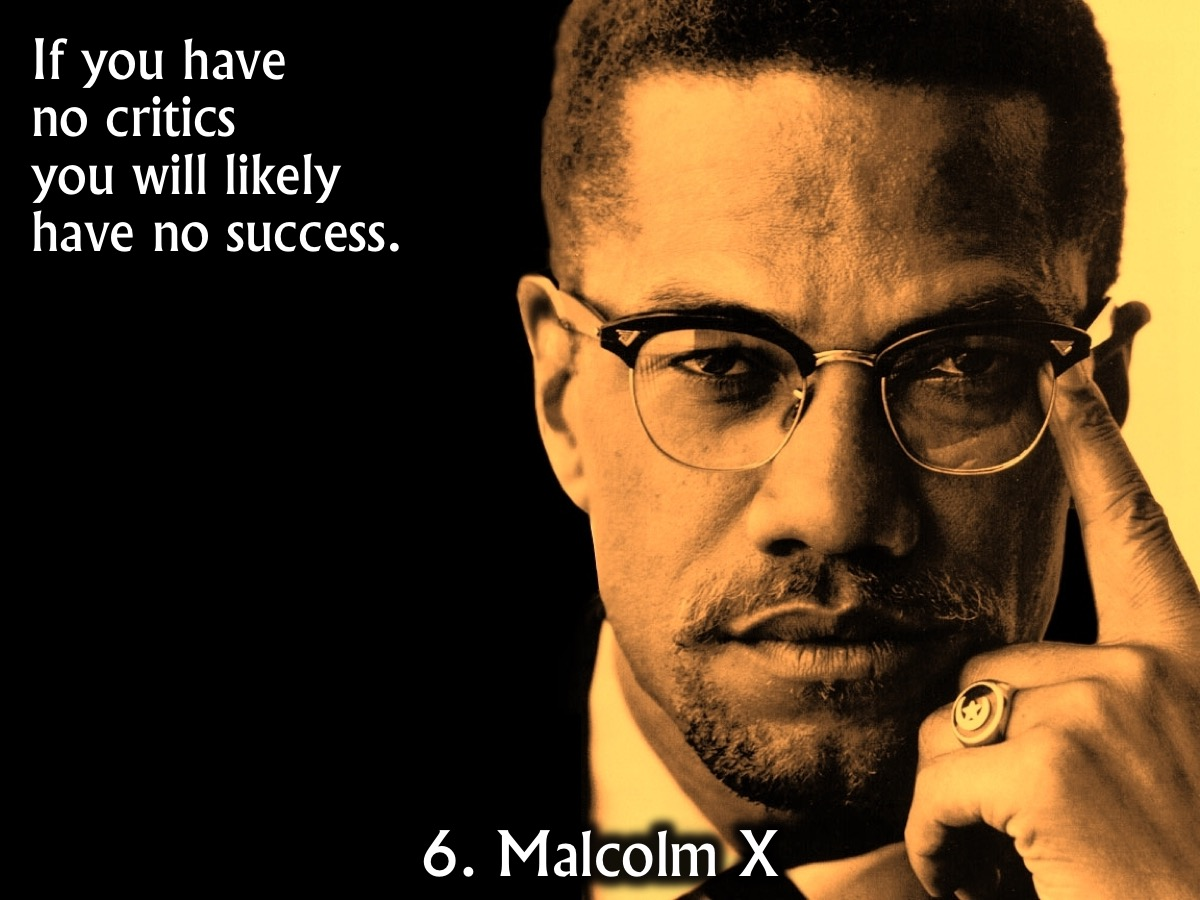 If you have
no critics
you will likely
have no success.
6. Malcolm X